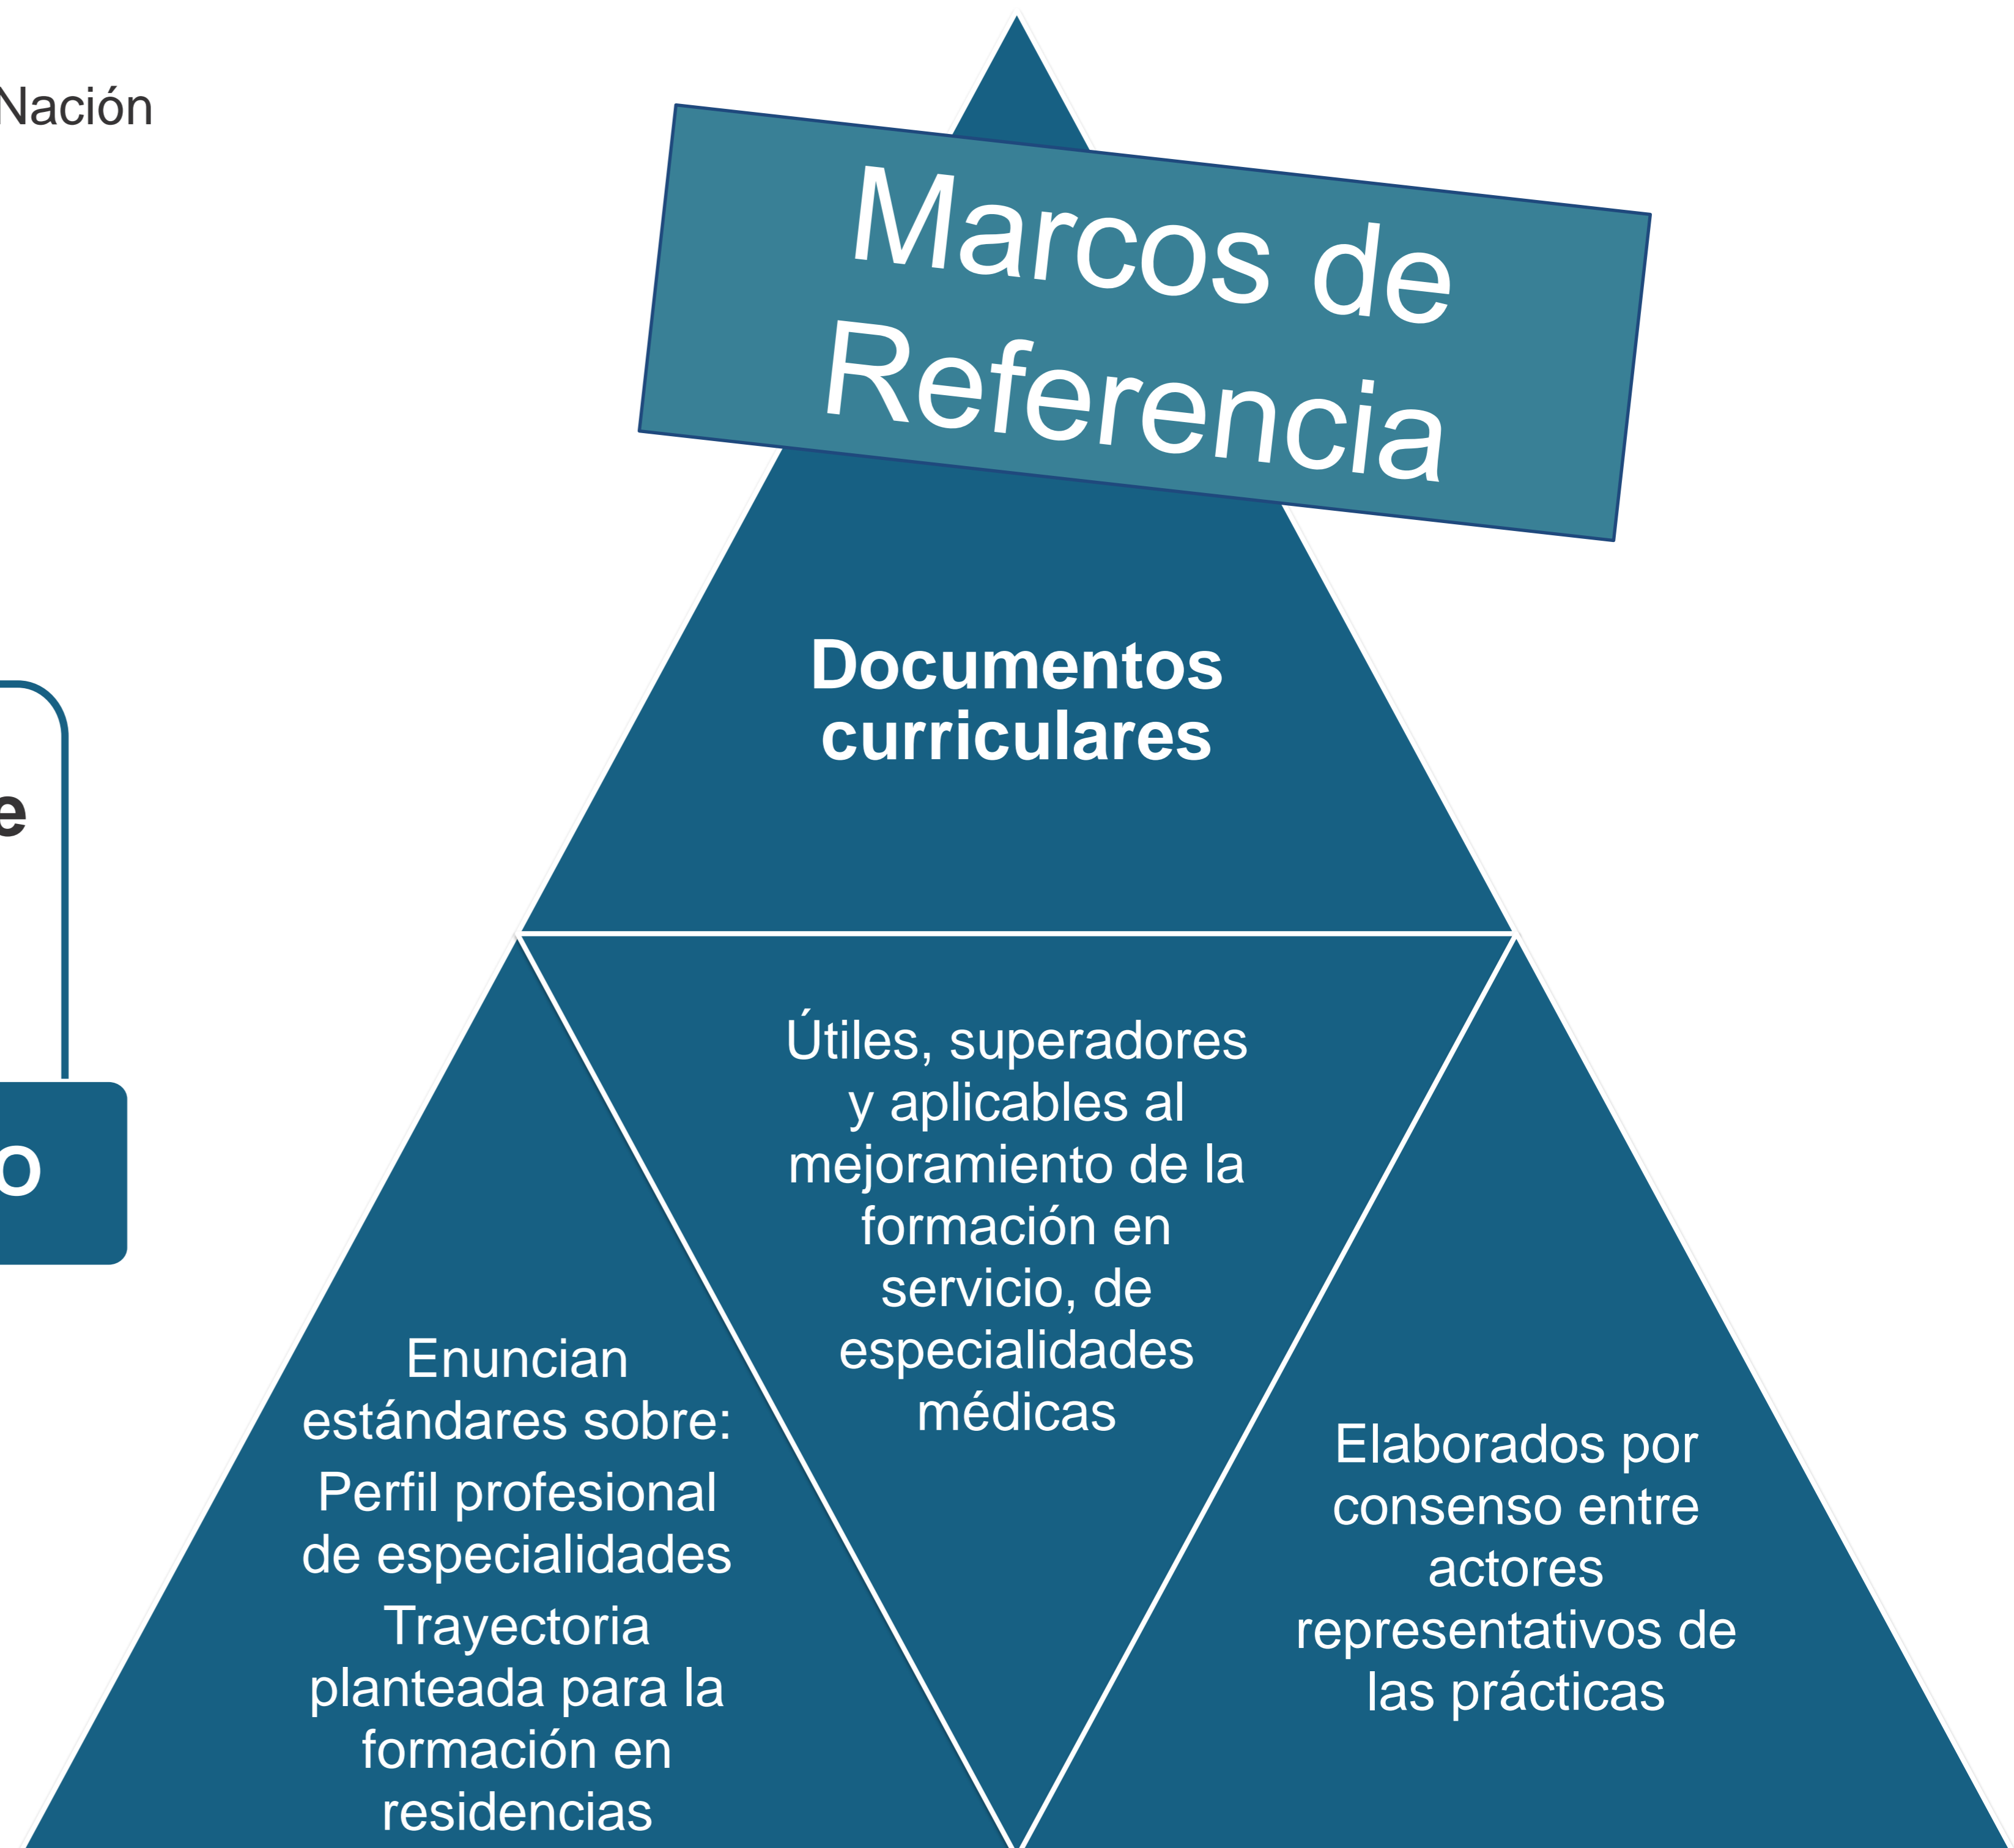 Nación
Marcos de
Referencia
Documentos
curriculares
Útiles, superadores
y aplicables al
mejoramiento de la
formación en
servicio, de
especialidades
médicas
Enuncian
estándares sobre:
Perfil profesional
de especialidades
Trayectoria
planteada para la
formación en
residencias
Elaborados por
consenso entre
actores
representativos de
las prácticas